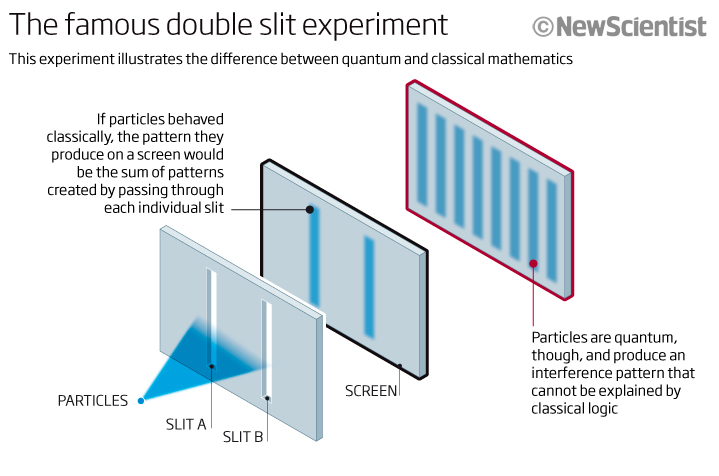 The famous double slit experiment
©NewScientist
This experiment illustrates the difference between quantum and classical mathematics
If particles behaved
classically, the pattern they
produce on a screen would
be the sum of patterns
created by passing through
each individual slit
PARTICLES
SLIT A
SLIT B
SCREEN
Particles are quantum,
though, and produce an
interference pattern that
cannot be explained by
classical logic